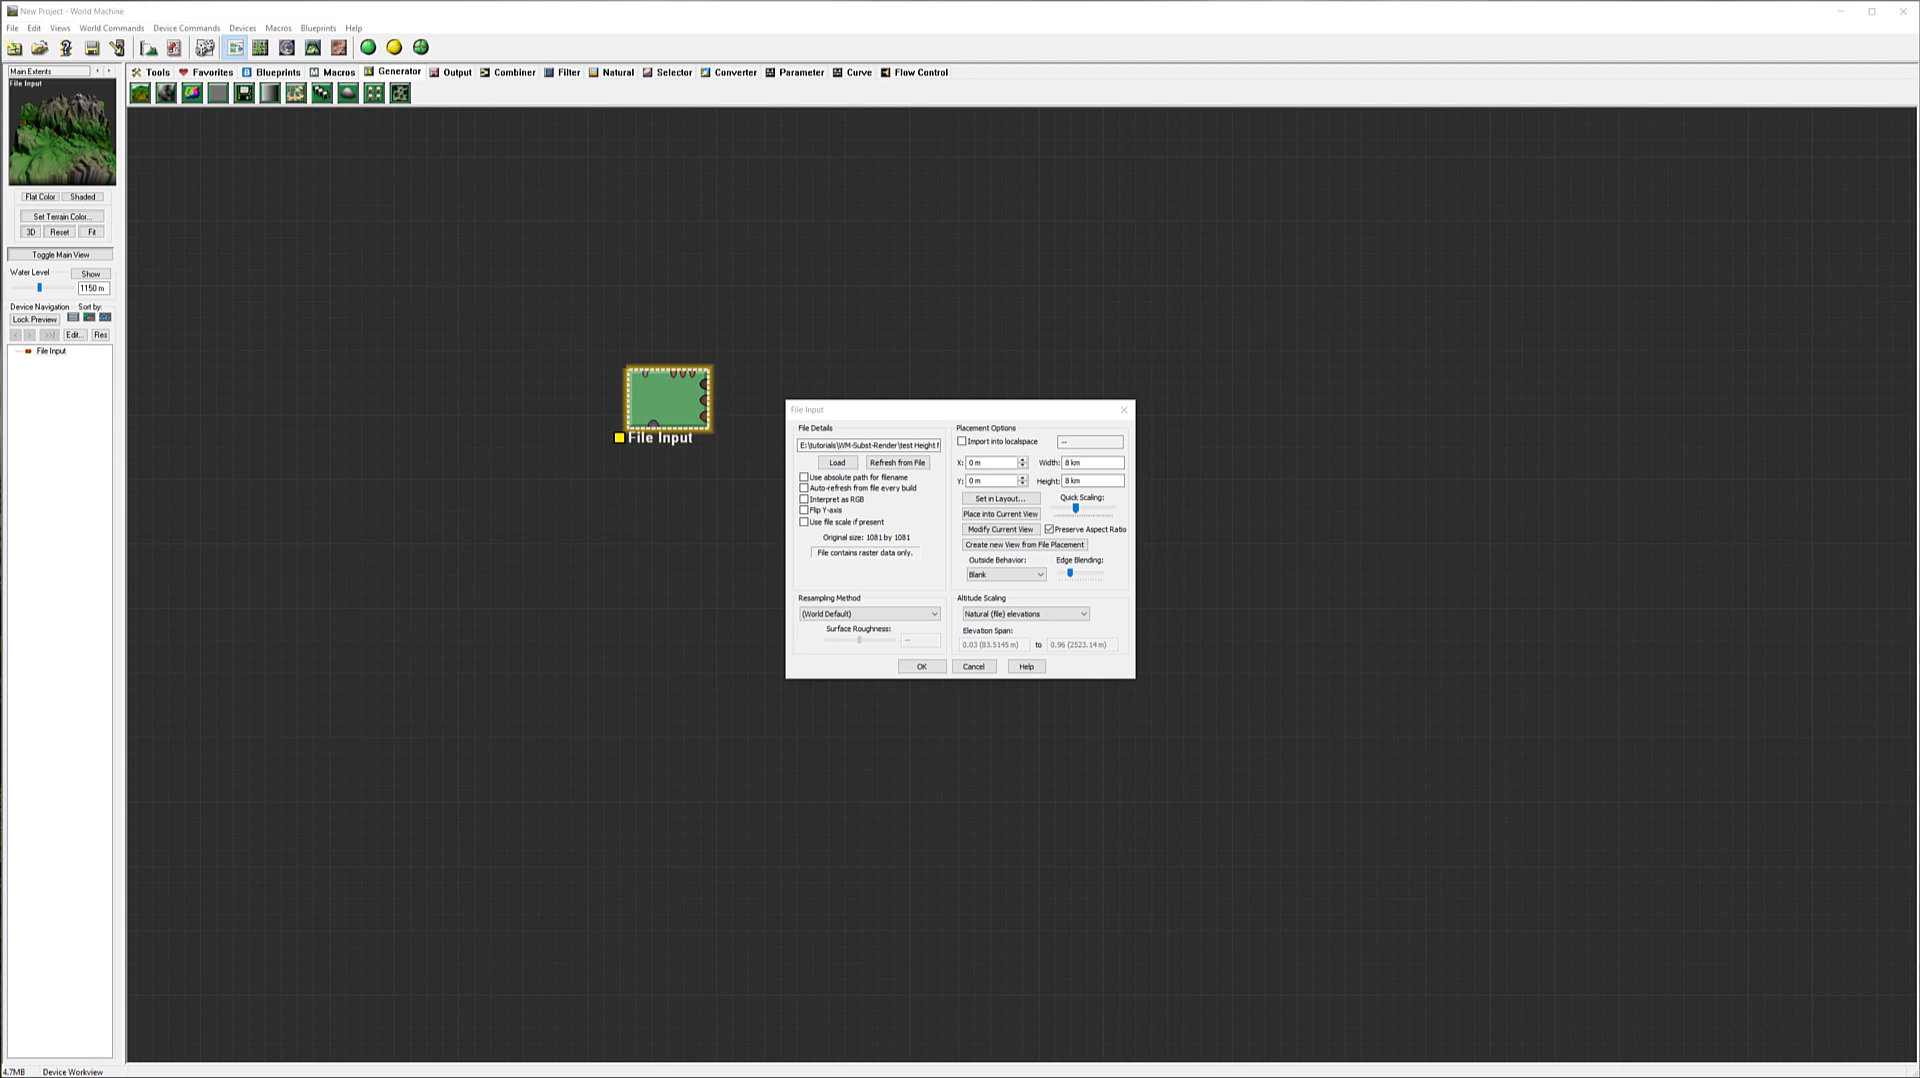 New Project - World Machine
File Edit Views World Commands Device Commands Devices Macros Blueprints Help
Main Extents
File Input
Tools Favorites Blueprints Macros Generator Output Combiner Filter Natural Selector Converter Parameter Curve Flow Control
Flat Color Shaded
Set Terrain Color...
3D Reset Fit
Toggle Main View
Water Level Show
1150 m
Device Navigation Sort by:
Lock Preview
Edit... Res
File Input
File Input
File Input
File Details
E:\tutorials\WM-Subst-Render\test Height
Load Refresh from File
Use absolute path for filename
Auto-refresh from file every build
Interpret as RGB
Flip Y-axis
Use file scale if present
Original size: 1081 by 1081
File contains raster data only.
Resampling Method
(World Default)
Surface Roughness:
--
Placement Options
Import into localspace --
X: 0 m Width: 8 km
Y: 0 m Height: 8 km
Set in Layout... Quick Scaling:
Place into Current View
Modify Current View Preserve Aspect Ratio
Create new View from File Placement
Outside Behavior: Edge Blending:
Blank
Altitude Scaling
Natural (file) elevations
Elevation Span:
0.03 (83.5145 m) to 0.96 (2523.14 m)
OK Cancel Help
4.7MB Device Workview